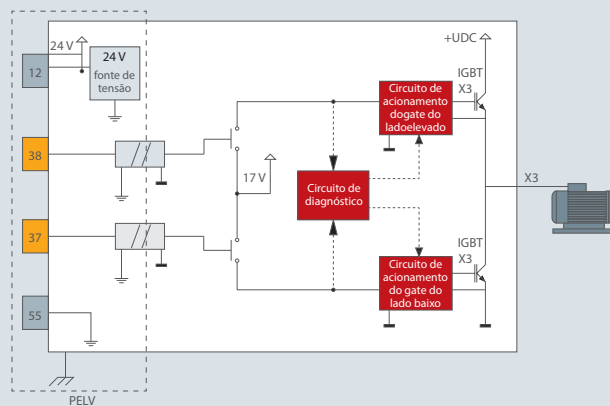 24 V
12
24 V
fonte de
tensão
38
37
55
PELV
17 V
Circuito de
acionamento
dogate do
ladoelevado
Circuito de
diagnóstico
Circuito de
acionamento
do gate do
lado baixo
+UDC
IGBT
X3
X3
IGBT
X3